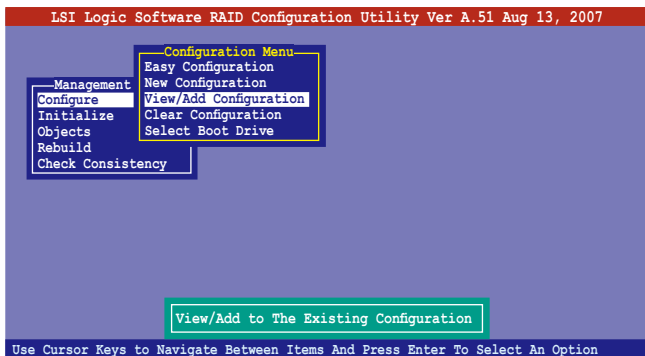 LSI Logic Software RAID Configuration Utility Ver A.51 Aug 13, 2007
Configuration Menu
Easy Configuration
New Configuration
View/Add Configuration
Clear Configuration
Select Boot Drive
Management
Configure
Initialize
Objects
Rebuild
Check Consistency
View/Add to The Existing Configuration
Use Cursor Keys to Navigate Between Items And Press Enter To Select An Option